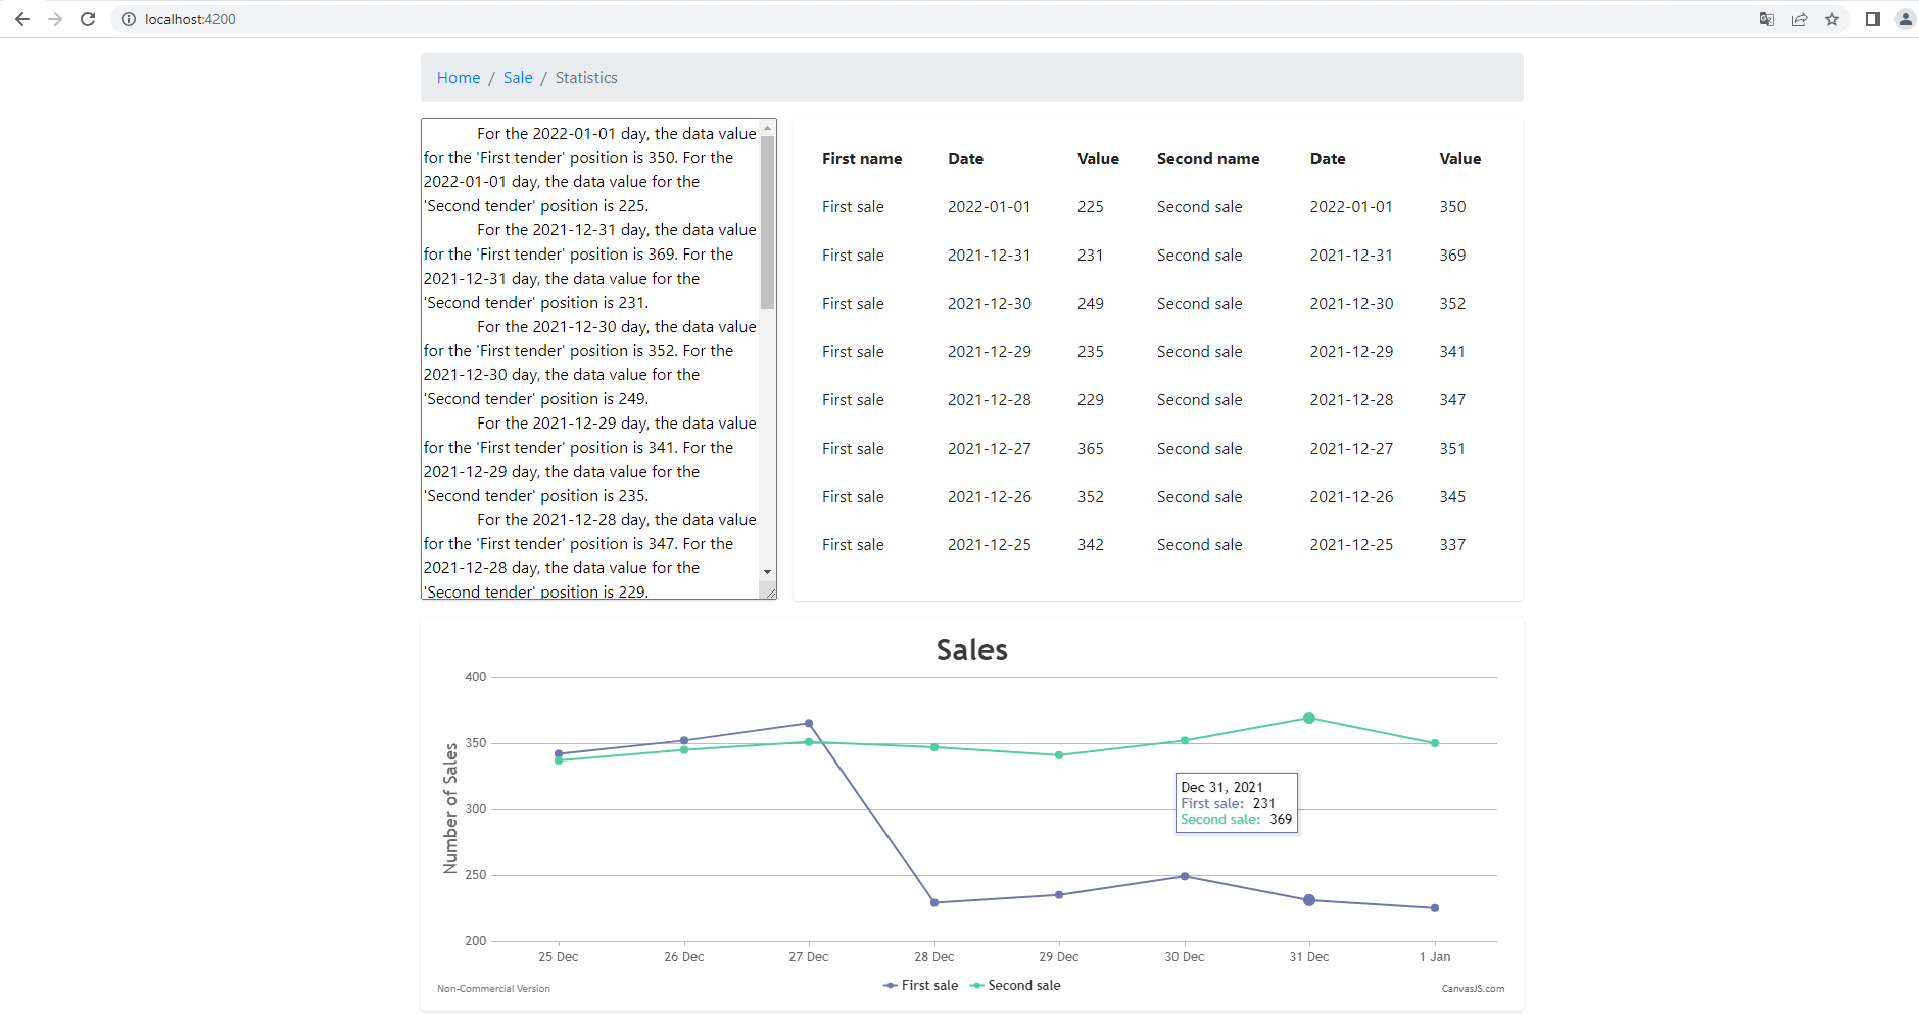 localhost:4200
Home / Sale / Statistics
For the 2022-01-01 day, the data value
for the 'First tender' position is 350. For the
2022-01-01 day, the data value for the
'Second tender' position is 225.
For the 2021-12-31 day, the data value
for the 'First tender' position is 369. For the
2021-12-31 day, the data value for the
'Second tender' position is 231.
For the 2021-12-30 day, the data value
for the 'First tender' position is 352. For the
2021-12-30 day, the data value for the
'Second tender' position is 249.
For the 2021-12-29 day, the data value
for the 'First tender' position is 341. For the
2021-12-29 day, the data value for the
'Second tender' position is 235.
For the 2021-12-28 day, the data value
for the 'First tender' position is 347. For the
2021-12-28 day, the data value for the
'Second tender' position is 229.
First name Date Value Second name Date Value
First sale 2022-01-01 225 Second sale 2022-01-01 350
First sale 2021-12-31 231 Second sale 2021-12-31 369
First sale 2021-12-30 249 Second sale 2021-12-30 352
First sale 2021-12-29 235 Second sale 2021-12-29 341
First sale 2021-12-28 229 Second sale 2021-12-28 347
First sale 2021-12-27 365 Second sale 2021-12-27 351
First sale 2021-12-26 352 Second sale 2021-12-26 345
First sale 2021-12-25 342 Second sale 2021-12-25 337
Sales
Number of Sales
400
350
300
250
200
Dec 31, 2021
First sale: 231
Second sale: 369
25 Dec 26 Dec 27 Dec 28 Dec 29 Dec 30 Dec 31 Dec 1 Jan
First sale Second sale
Non-Commercial Version
CanvasJS.com